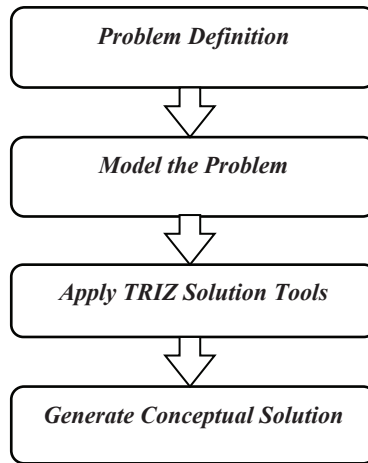 Problem Definition
Model the Problem
Apply TRIZ Solution Tools
Generate Conceptual Solution